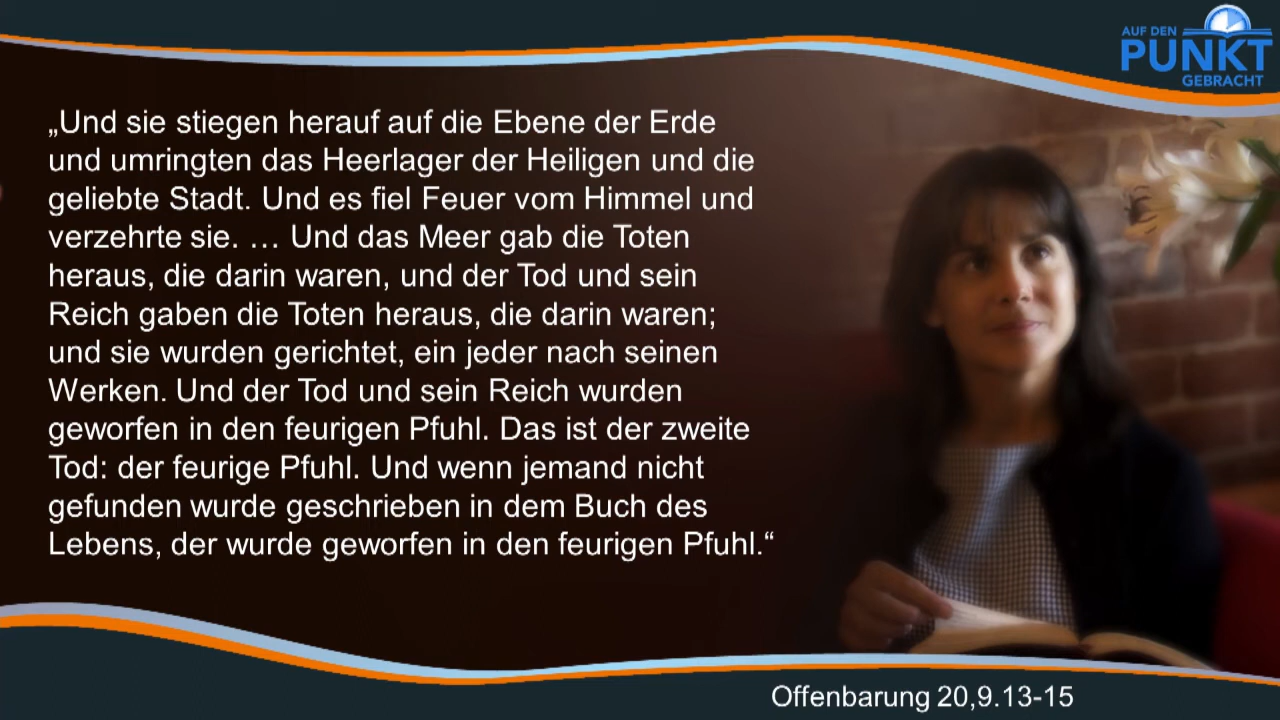 AUF DEN
PUNKT
GEBRACHT
„Und sie stiegen herauf auf die Ebene der Erde
und umringten das Heerlager der Heiligen und die
geliebte Stadt. Und es fiel Feuer vom Himmel und
verzehrte sie. … Und das Meer gab die Toten
heraus, die darin waren, und der Tod und sein
Reich gaben die Toten heraus, die darin waren;
und sie wurden gerichtet, ein jeder nach seinen
Werken. Und der Tod und sein Reich wurden
geworfen in den feurigen Pfuhl. Das ist der zweite
Tod: der feurige Pfuhl. Und wenn jemand nicht
gefunden wurde geschrieben in dem Buch des
Lebens, der wurde geworfen in den feurigen Pfuhl.“
Offenbarung 20,9.13-15